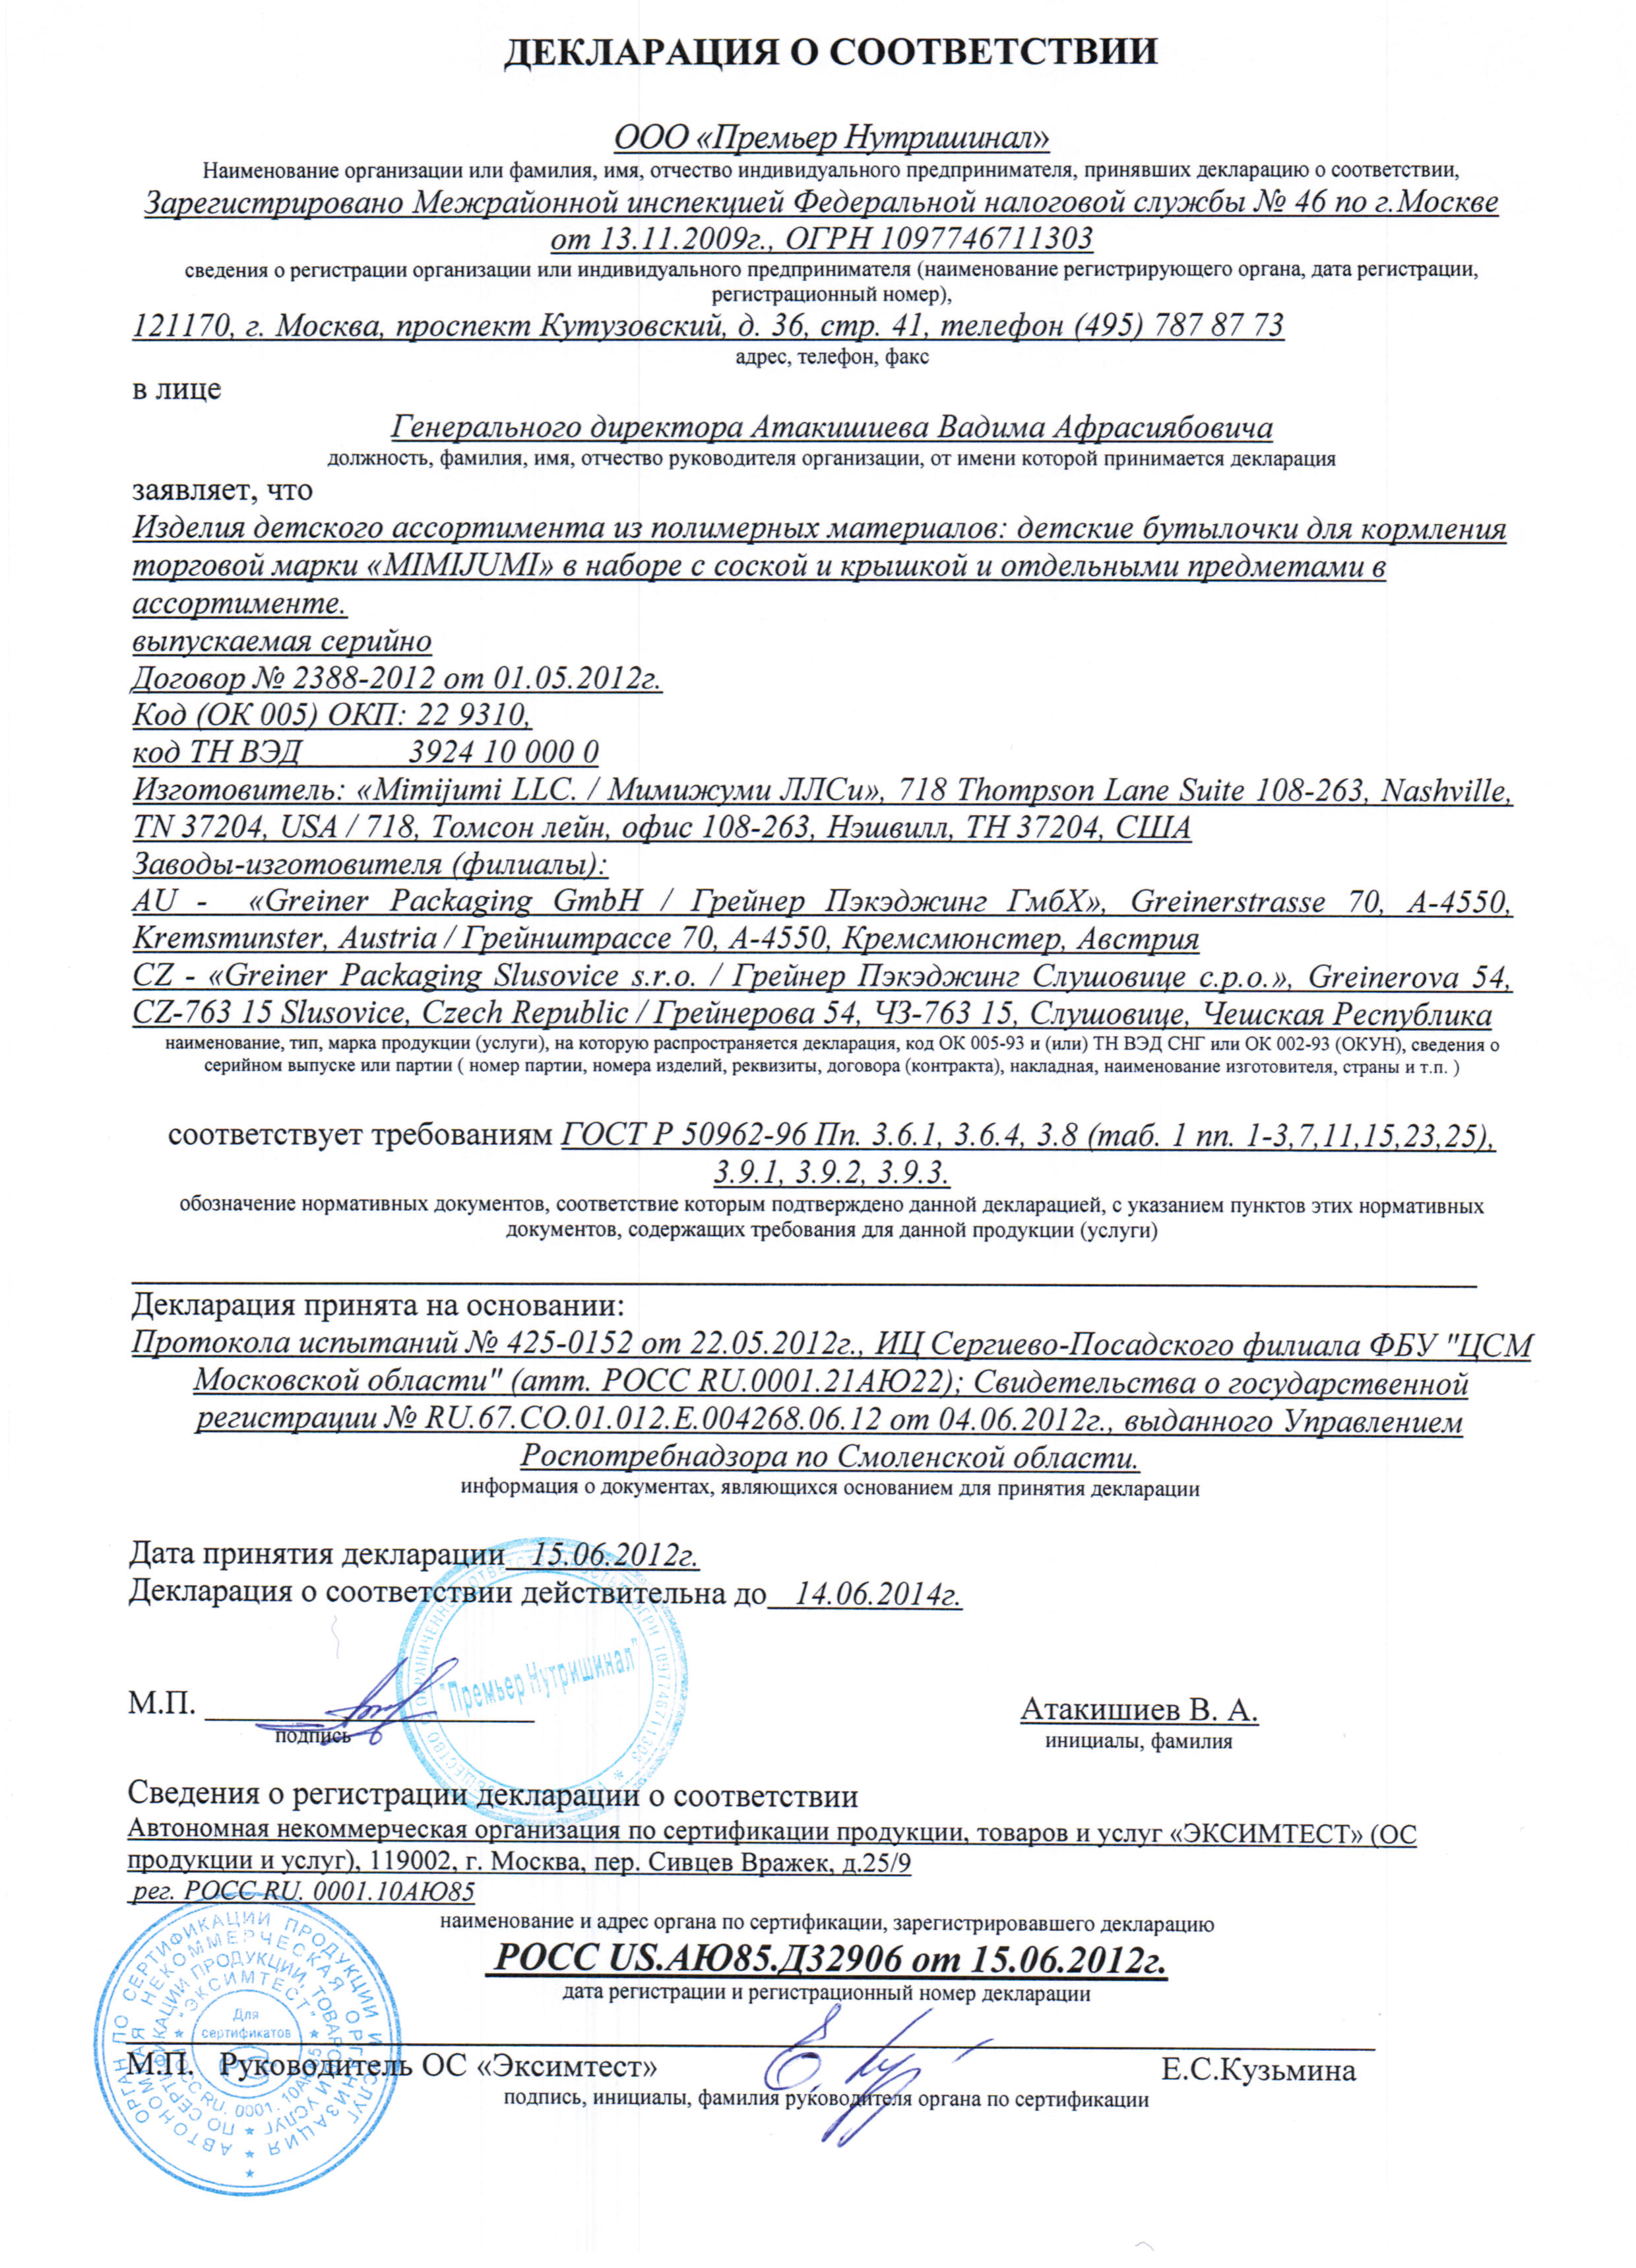 ДЕКЛАРАЦИЯ О СООТВЕТСТВИИ
ООО «Премьер Нутришинал»
Наименование организации или фамилия, имя, отчество индивидуального предпринимателя, принявших декларацию о соответствии,
Зарегистрировано Межрайонной инспекцией Федеральной налоговой службы № 46 по г.Москве
от 13.11.2009г., ОГРН 1097746711303
сведения о регистрации организации или индивидуального предпринимателя (наименование регистрирующего органа, дата регистрации,
регистрационный номер),
121170, г. Москва, проспект Кутузовский, д. 36, стр. 41, телефон (495) 787 87 73
адрес, телефон, факс
в лице
Генерального директора Атакишиева Вадима Афрасиябовича
должность, фамилия, имя, отчество руководителя организации, от имени которой принимается декларация
заявляет, что
Изделия детского ассортимента из полимерных материалов: детские бутылочки для кормления
торговой марки «MIMIJUMI» в наборе с соской и крышкой и отдельными предметами в
ассортименте.
выпускаемая серийно
Договор № 2388-2012 от 01.05.2012г.
Код (ОК 005) ОКП: 22 9310,
код ТН ВЭД 3924 10 000 0
Изготовитель: «Mimijumi LLC. / Мимижуми ЛЛСи», 718 Thompson Lane Suite 108-263, Nashville,
TN 37204, USA / 718, Томсон лейн, офис 108-263, Нэшвилл, ТН 37204, США
Заводы-изготовителя (филиалы):
AU - «Greiner Packaging GmbH / Грейнер Пэкэджинг ГмбХ», Greinerstrasse 70, A-4550,
Kremsmunster, Austria / Грейнштрассе 70, А-4550, Кремсмюнстер, Австрия
CZ - «Greiner Packaging Slusovice s.r.o. / Грейнер Пэкэджинг Слушовице с.р.о.», Greinerova 54,
CZ-763 15 Slusovice, Czech Republic / Грейнерова 54, ЧЗ-763 15, Слушовице, Чешская Республика
наименование, тип, марка продукции (услуги), на которую распространяется декларация, код ОК 005-93 и (или) ТН ВЭД СНГ или ОК 002-93 (ОКУН), сведения о
серийном выпуске или партии ( номер партии, номера изделий, реквизиты, договора (контракта), накладная, наименование изготовителя, страны и т.п. )
соответствует требованиям ГОСТ Р 50962-96 Пп. 3.6.1, 3.6.4, 3.8 (таб. 1 пп. 1-3,7,11,15,23,25),
3.9.1, 3.9.2, 3.9.3.
обозначение нормативных документов, соответствие которым подтверждено данной декларацией, с указанием пунктов этих нормативных
документов, содержащих требования для данной продукции (услуги)
Декларация принята на основании:
Протокола испытаний № 425-0152 от 22.05.2012г., ИЦ Сергиево-Посадского филиала ФБУ "ЦСМ
Московской области" (атт. РОСС RU.0001.21АЮ22); Свидетельства о государственной
регистрации № RU.67.CO.01.012.Е.004268.06.12 от 04.06.2012г., выданного Управлением
Роспотребнадзора по Смоленской области.
информация о документах, являющихся основанием для принятия декларации
Дата принятия декларации 15.06.2012г.
Декларация о соответствии действительна до 14.06.2014г.
"Премьер Нутришинал"
М.П. Атакишиев В. А.
подпись инициалы, фамилия
Сведения о регистрации декларации о соответствии
Автономная некоммерческая организация по сертификации продукции, товаров и услуг «ЭКСИМТЕСТ» (ОС
продукции и услуг), 119002, г. Москва, пер. Сивцев Вражек, д.25/9
рег. РОСС RU. 0001.10АЮ85
наименование и адрес органа по сертификации, зарегистрировавшего декларацию
РОСС US.АЮ85.Д32906 от 15.06.2012г.
дата регистрации и регистрационный номер декларации
Для
сертификатов
М.П. Руководитель ОС «Эксимтест» Е.С.Кузьмина
подпись, инициалы, фамилия руководителя органа по сертификации